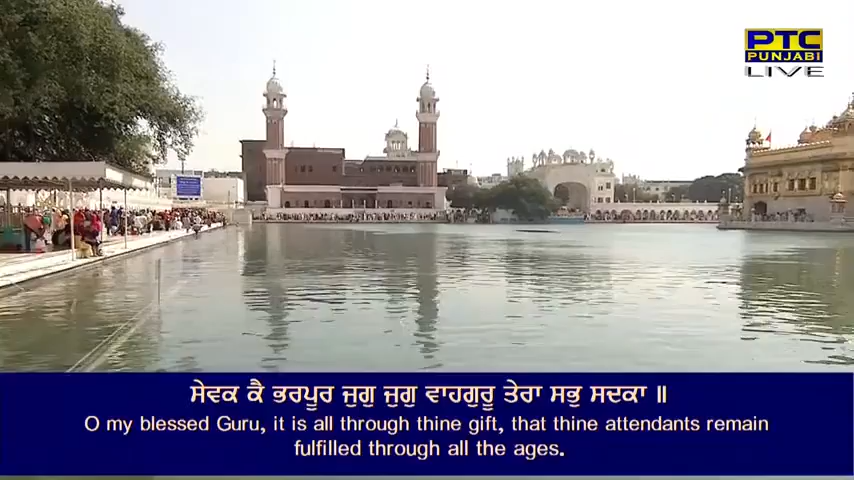 PTC
PUNJABI
LIVE
ਸੇਵਕ ਕੈ ਭਰਪੂਰ ਜੁਗੁ ਜੁਗੁ ਵਾਹਗੁਰੂ ਤੇਰਾ ਸਭੁ ਸਦਕਾ ॥
O my blessed Guru, it is all through thine gift, that thine attendants remain
fulfilled through all the ages.